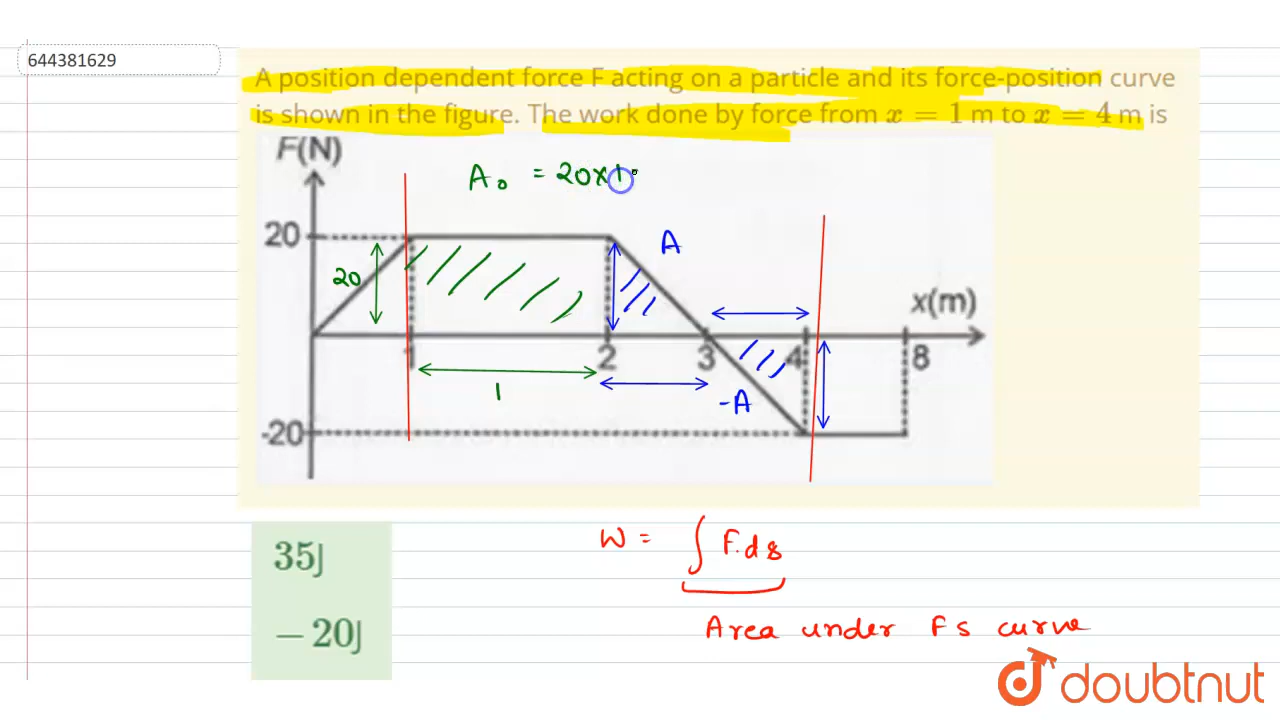 644381629
A position dependent force F acting on a particle and its force-position curve
is shown in the figure. The work done by force from x = 1 m to x = 4 m is
F(N)
A₀ = 20×1
20
A
20
x(m)
1
2
3
4
8
1
-A
-20
W = ∫ F.ds
35J
Area under Fs curve
-20J
doubtnut